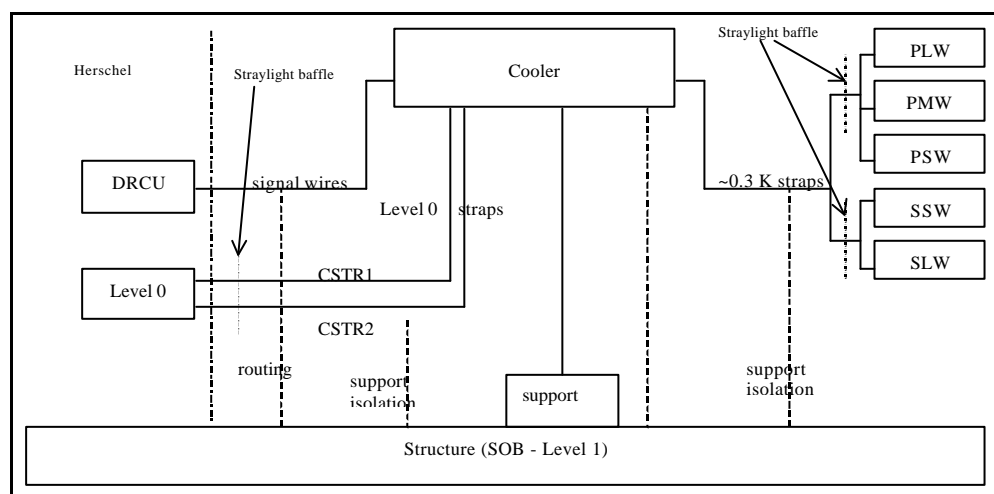 Herschel
Straylight baffle
Cooler
Straylight baffle
PLW
PMW
PSW
DRCU
signal wires
~0.3 K straps
SSW
Level 0 straps
SLW
Level 0
CSTR1
CSTR2
routing
support
isolation
support
support
isolation
Structure (SOB - Level 1)